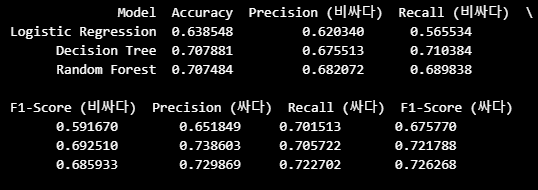 Model Accuracy Precision (비싸다) Recall (비싸다) \
Logistic Regression 0.638548 0.620340 0.565534
Decision Tree 0.707881 0.675513 0.710384
Random Forest 0.707484 0.682072 0.689838
F1-Score (비싸다) Precision (싸다) Recall (싸다) F1-Score (싸다)
0.591670 0.651849 0.701513 0.675770
0.692510 0.738603 0.705722 0.721788
0.685933 0.729869 0.722702 0.726268